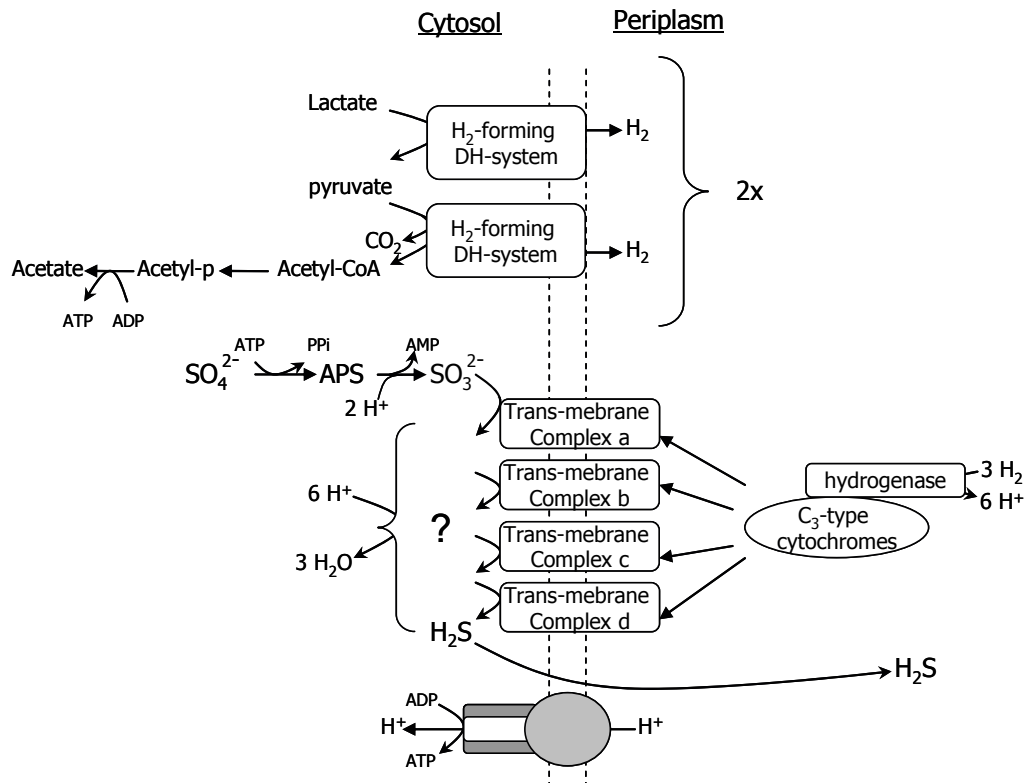 Cytosol
Periplasm
Lactate
H₂-forming
DH-system
H₂
pyruvate
2x
H₂-forming
DH-system
CO₂
H₂
Acetate
Acetyl-p
Acetyl-CoA
ATP
ADP
SO₄²⁻
ATP
PPi
APS
AMP
SO₃²⁻
2 H⁺
Trans-mebrane
Complex a
Trans-mebrane
Complex b
hydrogenase
3 H₂
6 H⁺
6 H⁺
?
C₃-type
cytochromes
Trans-mebrane
Complex c
3 H₂O
Trans-mebrane
Complex d
H₂S
H₂S
ADP
H⁺
H⁺
ATP